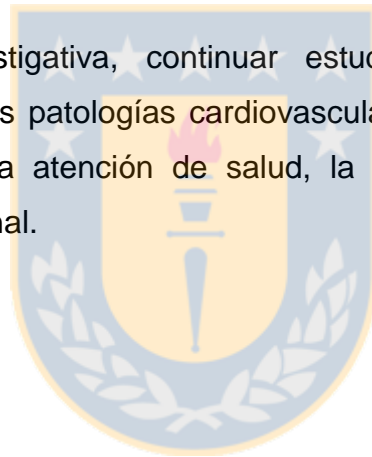 stigativa, continuar estud
s patologías cardiovascula
a atención de salud, la
nal.